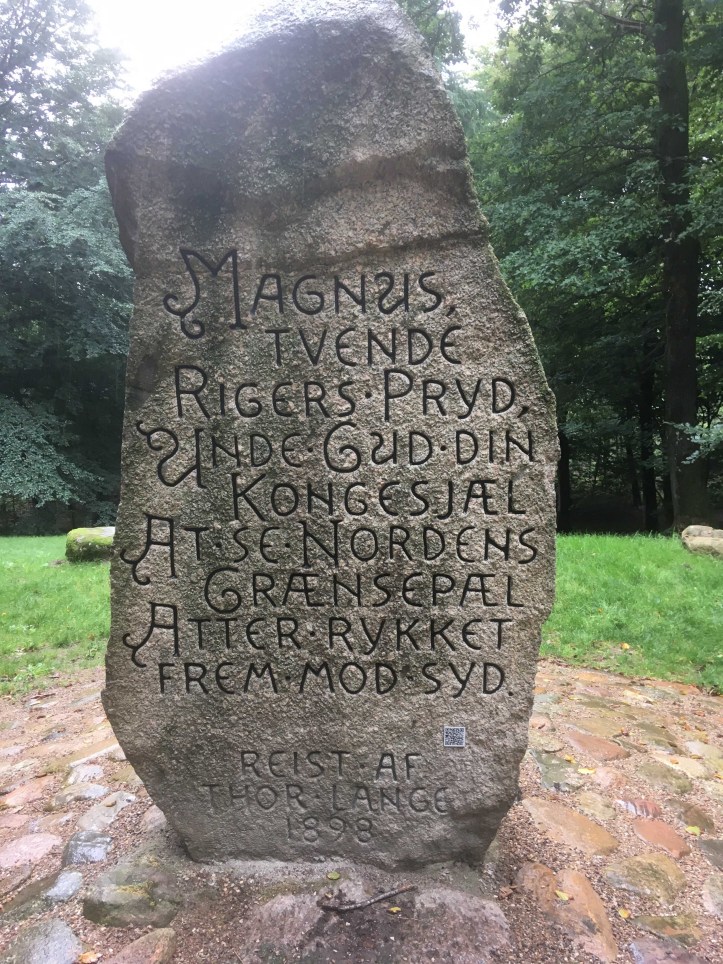 MAGNUS,
TVENDE
RIGERS·PRYD,
UNDE·GUD·DIN
KONGESJÆL
AT·SE·NORDENS
GRÆNSEPÆL
ATTER·RYKKET
FREM·MOD·SYD.
REIST·AF
THOR·LANGE
1898